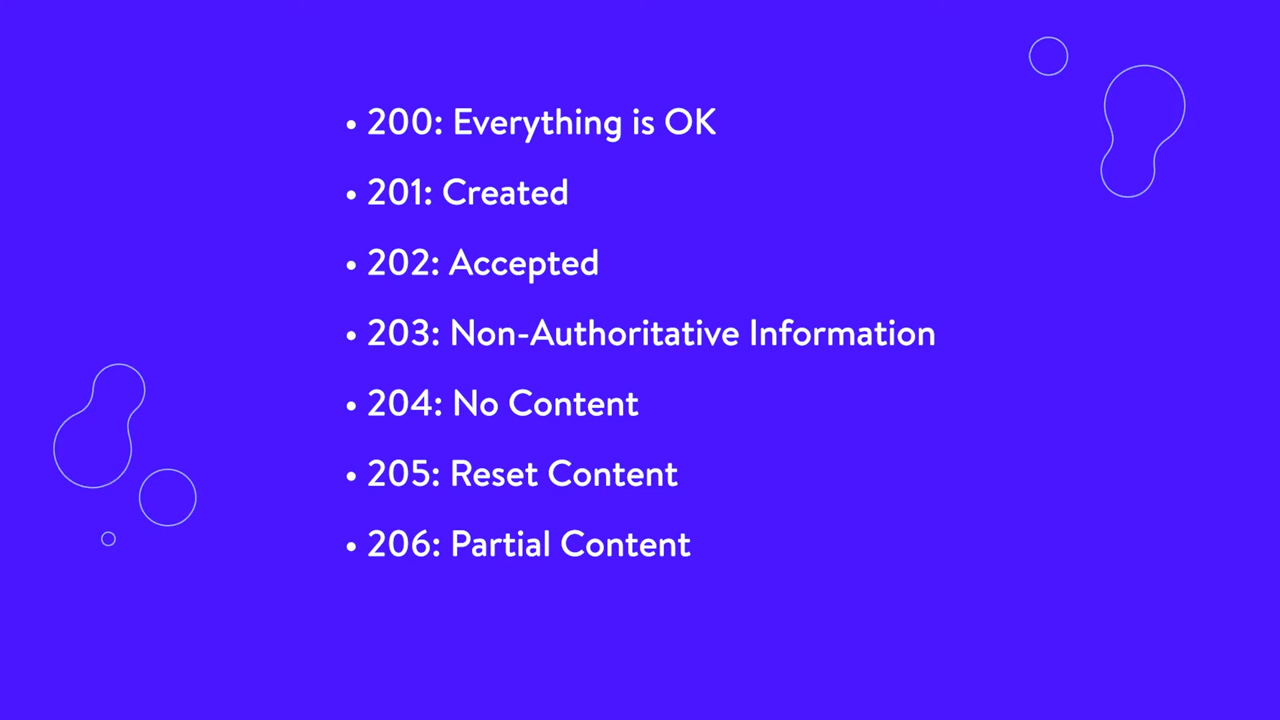 • 200: Everything is OK
• 201: Created
• 202: Accepted
• 203: Non-Authoritative Information
• 204: No Content
• 205: Reset Content
• 206: Partial Content